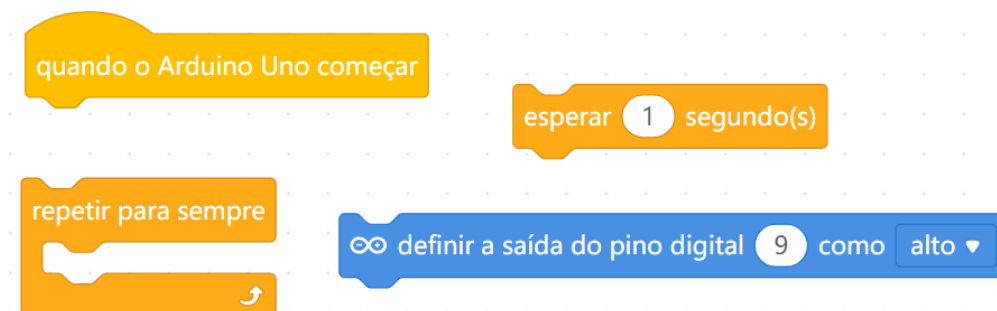 quando o Arduino Uno começar
esperar 1 segundo(s)
repetir para sempre
definir a saída do pino digital 9 como alto